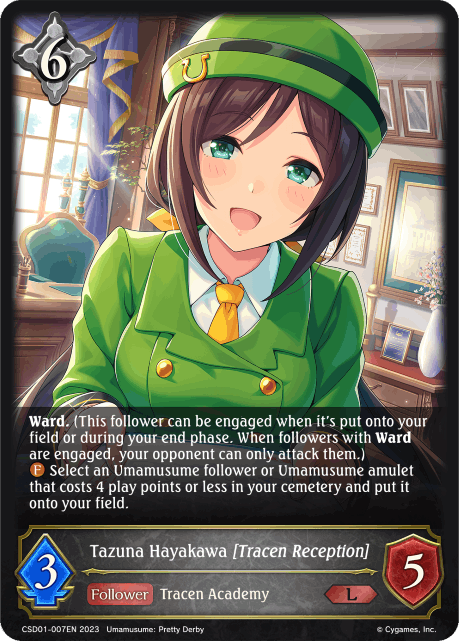 6
Ward. (This follower can be engaged when it's put onto your
field or during your end phase. When followers with Ward
are engaged, your opponent can only attack them.)
F Select an Umamusume follower or Umamusume amulet
that costs 4 play points or less in your cemetery and put it
onto your field.
Tazuna Hayakawa [Tracen Reception]
3
Follower Tracen Academy L
5
CSD01-007EN 2023 Umamusume: Pretty Derby © Cygames, Inc.